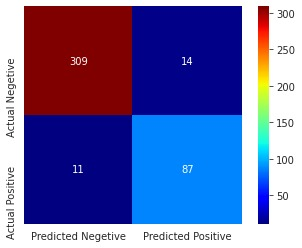 Actual Negetive
309
14
Actual Positive
11
87
Predicted Negetive
Predicted Positive
300
250
200
150
100
50